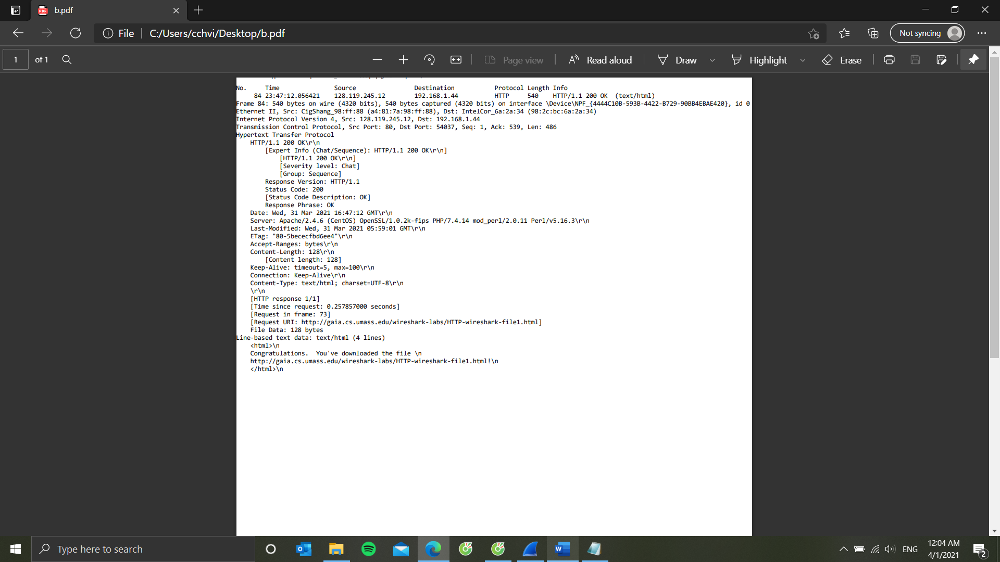 b.pdf
File
C:/Users/cchvi/Desktop/b.pdf
Not syncing
1 of 1
Page view
Read aloud
Draw
Highlight
Erase
No. Time Source Destination Protocol Length Info
84 23:47:12.056421 128.119.245.12 192.168.1.44 HTTP 540 HTTP/1.1 200 OK (text/html)
Frame 84: 540 bytes on wire (4320 bits), 540 bytes captured (4320 bits) on interface \Device\NPF_{4444C10B-593B-4422-B729-90BB4EBAE420}, id 0
Ethernet II, Src: CigShang_98:ff:88 (a4:81:7a:98:ff:88), Dst: IntelCor_6a:2a:34 (98:2c:bc:6a:2a:34)
Internet Protocol Version 4, Src: 128.119.245.12, Dst: 192.168.1.44
Transmission Control Protocol, Src Port: 80, Dst Port: 54037, Seq: 1, Ack: 539, Len: 486
Hypertext Transfer Protocol
HTTP/1.1 200 OK\r\n
[Expert Info (Chat/Sequence): HTTP/1.1 200 OK\r\n]
[HTTP/1.1 200 OK\r\n]
[Severity level: Chat]
[Group: Sequence]
Response Version: HTTP/1.1
Status Code: 200
[Status Code Description: OK]
Response Phrase: OK
Date: Wed, 31 Mar 2021 16:47:12 GMT\r\n
Server: Apache/2.4.6 (CentOS) OpenSSL/1.0.2k-fips PHP/7.4.14 mod_perl/2.0.11 Perl/v5.16.3\r\n
Last-Modified: Wed, 31 Mar 2021 05:59:01 GMT\r\n
ETag: "80-5bececfbd6ee4"\r\n
Accept-Ranges: bytes\r\n
Content-Length: 128\r\n
[Content length: 128]
Keep-Alive: timeout=5, max=100\r\n
Connection: Keep-Alive\r\n
Content-Type: text/html; charset=UTF-8\r\n
\r\n
[HTTP response 1/1]
[Time since request: 0.257857000 seconds]
[Request in frame: 73]
[Request URI: http://gaia.cs.umass.edu/wireshark-labs/HTTP-wireshark-file1.html]
File Data: 128 bytes
Line-based text data: text/html (4 lines)
<html>\n
Congratulations.  You've downloaded the file \n
http://gaia.cs.umass.edu/wireshark-labs/HTTP-wireshark-file1.html!\n
</html>\n
Type here to search
ENG
12:04 AM
4/1/2021
2